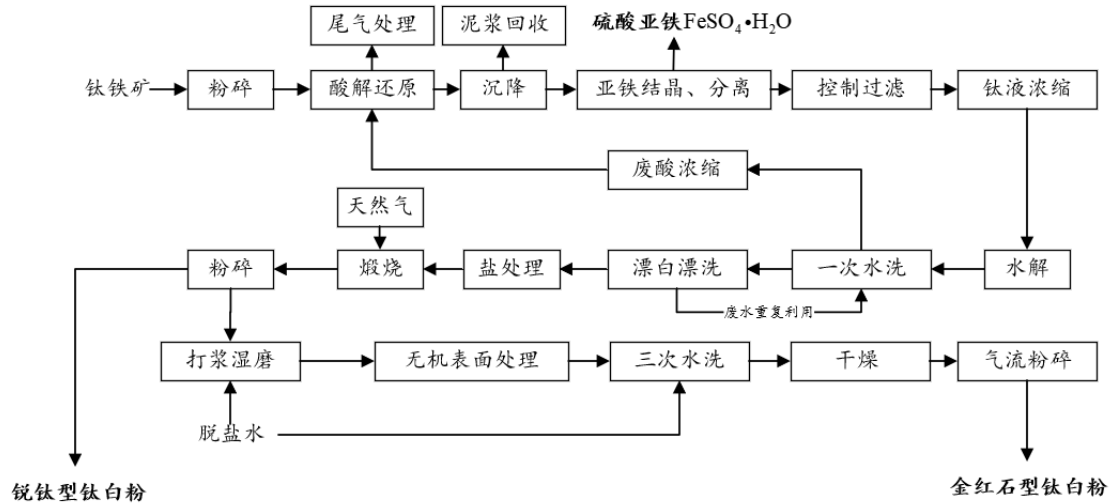 尾气处理
泥浆回收
硫酸亚铁FeSO₄•H₂O
钛铁矿
粉碎
酸解还原
沉降
亚铁结晶、分离
控制过滤
钛液浓缩
废酸浓缩
天然气
粉碎
煅烧
盐处理
漂白漂洗
一次水洗
水解
废水重复利用
打浆湿磨
无机表面处理
三次水洗
干燥
气流粉碎
脱盐水
锐钛型钛白粉
金红石型钛白粉